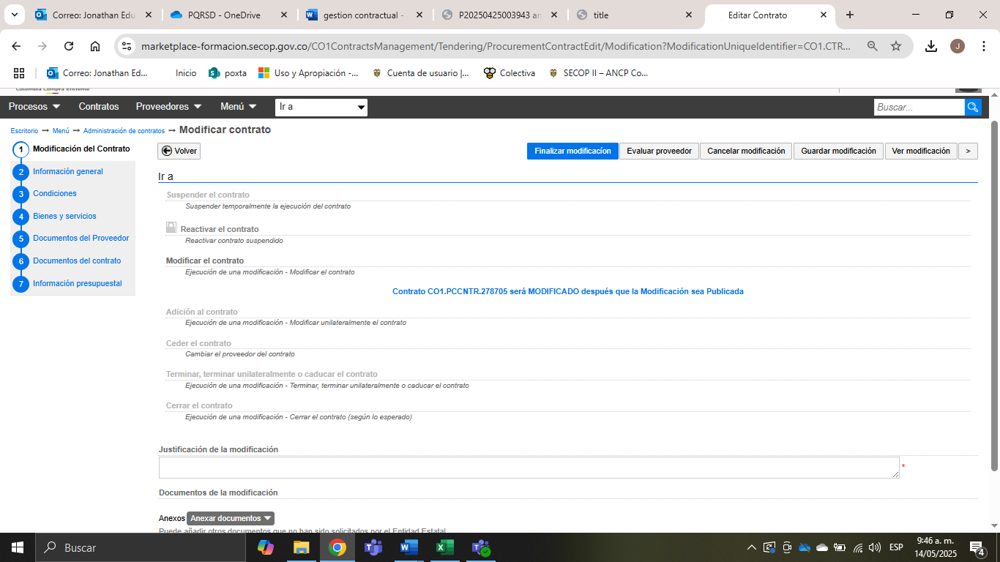 Correo: Jonathan Edu
PQRSD - OneDrive
gestion contractual -
P20250425003943 an
title
Editar Contrato
marketplace-formacion.secop.gov.co/CO1ContractsManagement/Tendering/ProcurementContractEdit/Modification?ModificationUniqueIdentifier=CO1.CTR...
J
Correo: Jonathan Ed...
Inicio
poxta
Uso y Apropiación -...
Cuenta de usuario |...
Colectiva
SECOP II – ANCP Co...
Colombia Compra Eficiente
Procesos
Contratos
Proveedores
Menú
Ir a
Buscar...
Escritorio → Menú → Administración de contratos → Modificar contrato
1 Modificación del Contrato
2 Información general
3 Condiciones
4 Bienes y servicios
5 Documentos del Proveedor
6 Documentos del contrato
7 Información presupuestal
Volver
Finalizar modificacíon
Evaluar proveedor
Cancelar modificación
Guardar modificación
Ver modificación
>
Ir a
Suspender el contrato
Suspender temporalmente la ejecución del contrato
Reactivar el contrato
Reactivar contrato suspendido
Modificar el contrato
Ejecución de una modificación - Modificar el contrato
Contrato CO1.PCCNTR.278705 será MODIFICADO después que la Modificación sea Publicada
Adición al contrato
Ejecución de una modificación - Modificar unilateralmente el contrato
Ceder el contrato
Cambiar el proveedor del contrato
Terminar, terminar unilateralmente o caducar el contrato
Ejecución de una modificación - Terminar, terminar unilateralmente o caducar el contrato
Cerrar el contrato
Ejecución de una modificación - Cerrar el contrato (según lo esperado)
Justificación de la modificación
*
Documentos de la modificación
Anexos
Anexar documentos
Puede añadir otros documentos que no han sido solicitados por el Entidad Estatal
Buscar
ESP
9:46 a. m.
14/05/2025
4